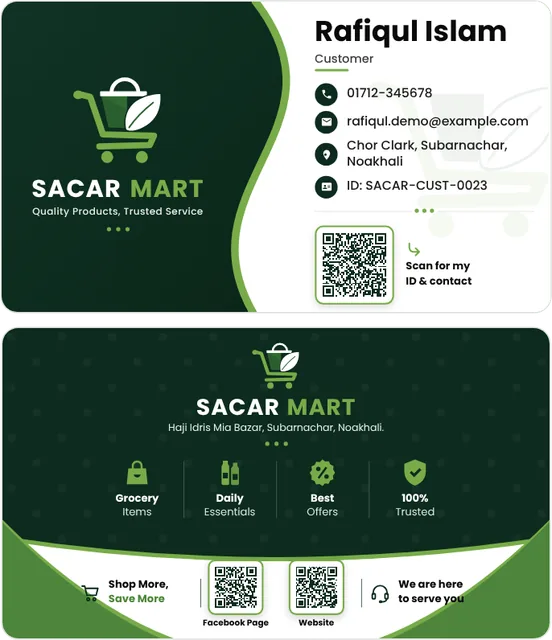 Rafiqul Islam
Customer
01712-345678
rafiqul.demo@example.com
Chor Clark, Subarnachar,
Noakhali
ID: SACAR-CUST-0023
SACAR MART
Quality Products, Trusted Service
Scan for my
ID & contact
SACAR MART
Haji Idris Mia Bazar, Subarnachar, Noakhali.
Grocery
Items
Daily
Essentials
Best
Offers
100%
Trusted
Shop More,
Save More
Facebook Page
Website
We are here
to serve you